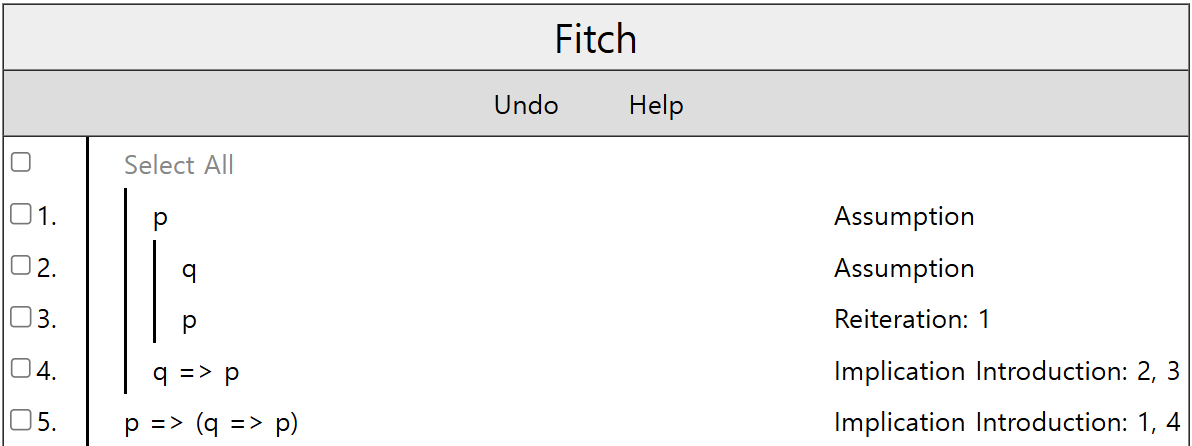 Fitch
Undo Help
Select All
1. p Assumption
2. q Assumption
3. p Reiteration: 1
4. q => p Implication Introduction: 2, 3
5. p => (q => p) Implication Introduction: 1, 4